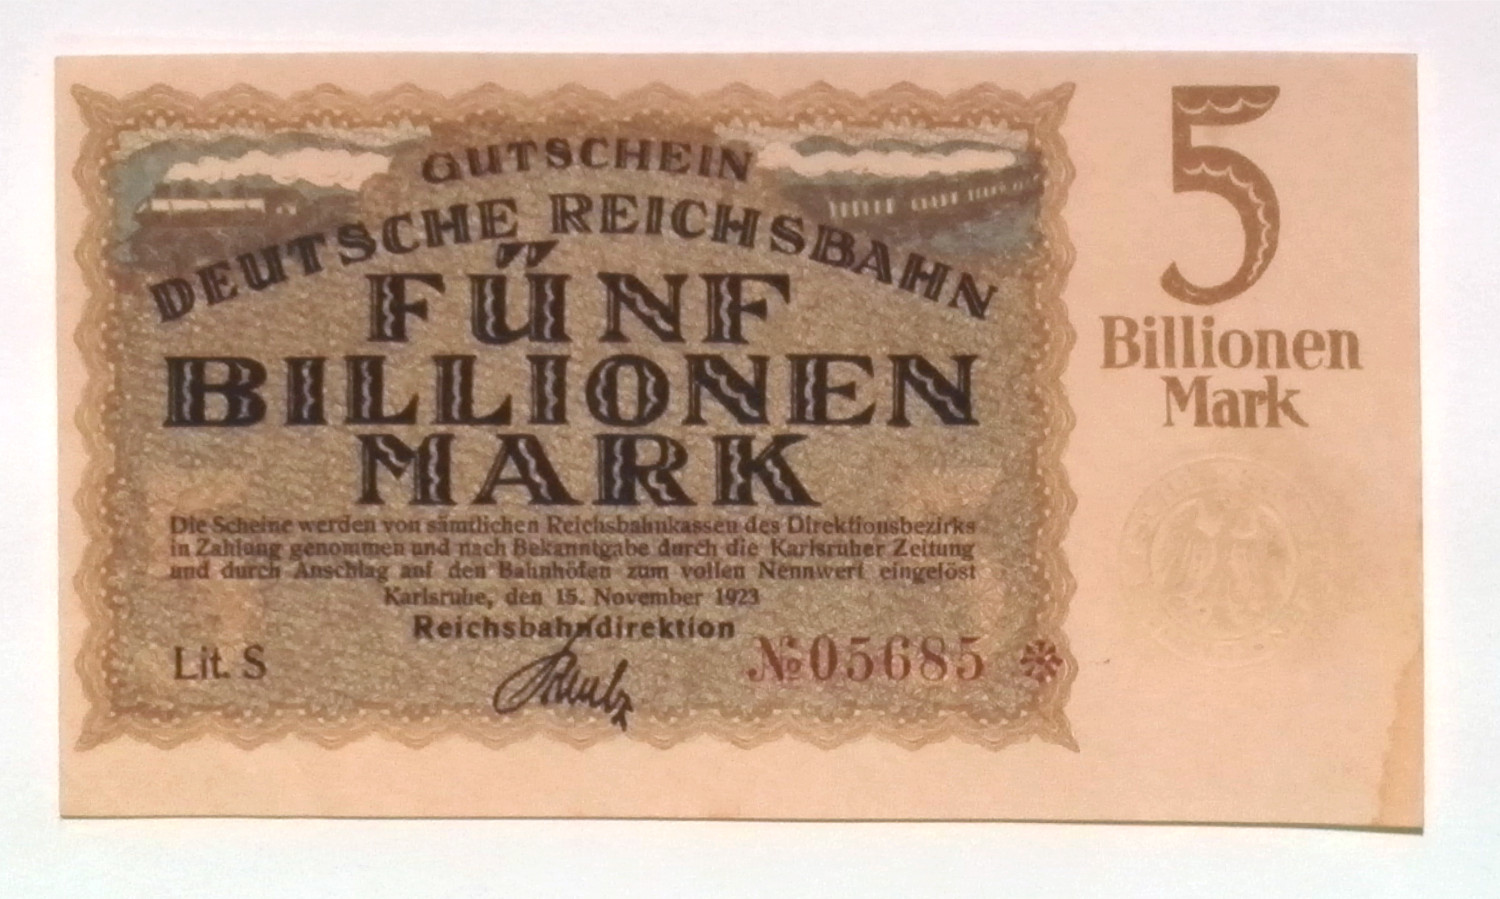 GUTSCHEIN
DEUTSCHE REICHSBAHN
FÜNF
BILLIONEN
MARK
Die Scheine werden von sämtlichen Reichsbahnkassen des Direktionsbezirks
in Zahlung genommen und nach Bekanntgabe durch die Karlsruher Zeitung
und durch Anschlag auf den Bahnhöfen zum vollen Nennwert eingelöst
Karlsruhe, den 15. November 1923
Reichsbahndirektion
Lit. S
№ 05685 *
5
Billionen
Mark